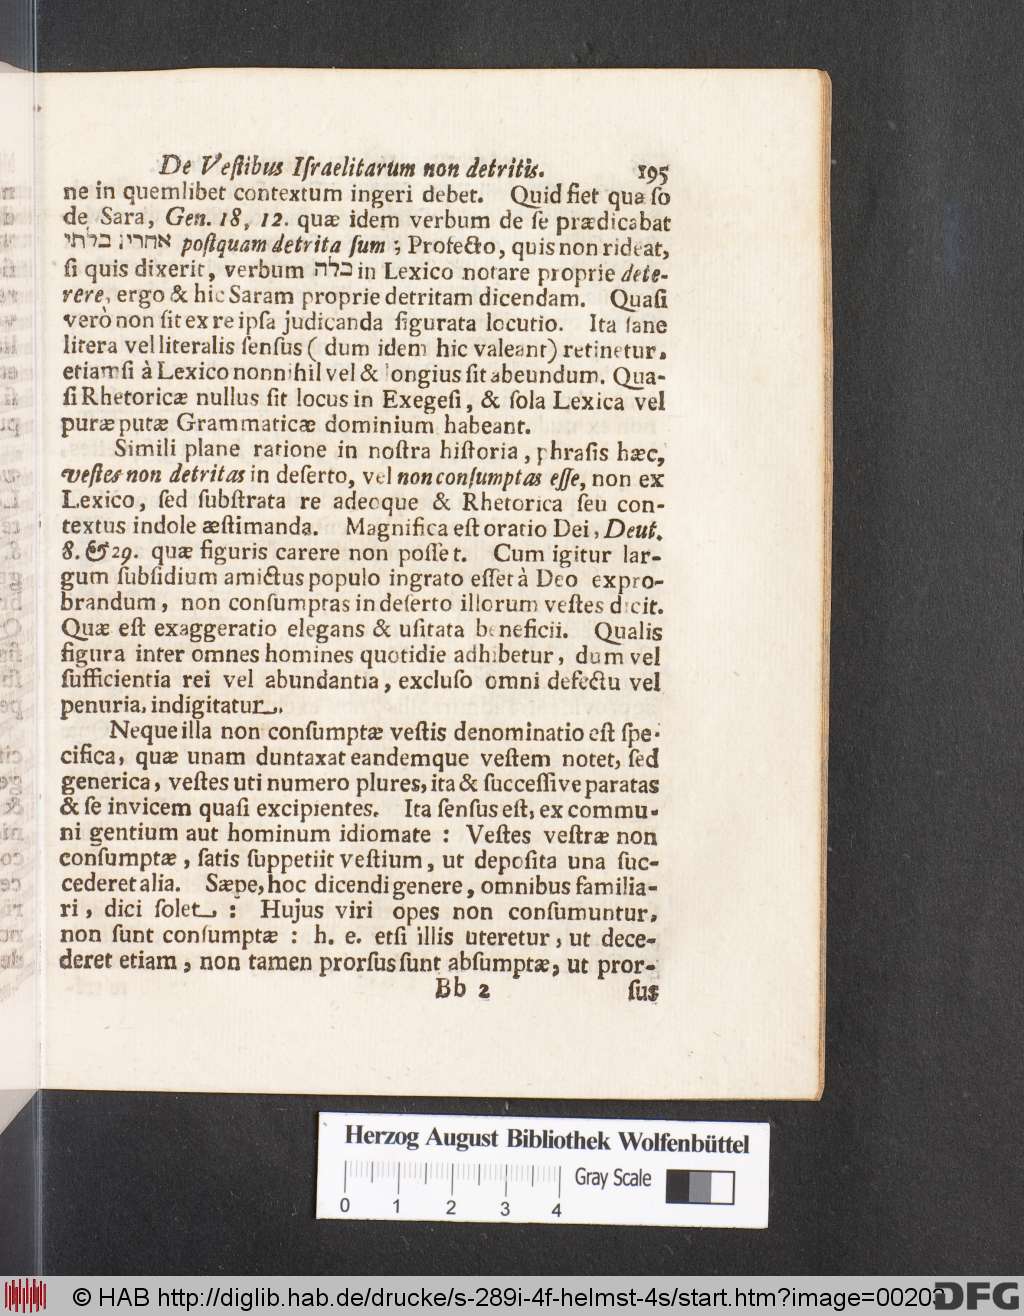 De Veſtibus Iſraelitarum non detritis. 195
ne in quemlibet contextum ingeri debet. Quid fiet quæſo
de Sara, Gen. 18, 12. quæ idem verbum de ſe prædicabat
אחרי בלתי poſtquam detrita ſum; Profecto, quis non rideat,
ſi quis dixerit, verbum בלה in Lexico notare proprie dete-
rere, ergo & hic Saram proprie detritam dicendam. Quaſi
verò non ſit ex re ipſa judicanda figurata locutio. Ita ſane
litera vel literalis ſenſus (dum idem hic valeant) retinetur,
etiamſi à Lexico nonnihil vel & longius ſit abeundum. Qua-
ſi Rhetoricæ nullus ſit locus in Exegeſi, & ſola Lexica vel
puræ putæ Grammaticæ dominium habeant.
Simili plane ratione in noſtra hiſtoria, phraſis hæc,
veſtes non detritas in deſerto, vel non conſumptas eſſe, non ex
Lexico, ſed ſubſtrata re adeoque & Rhetorica ſeu con-
textus indole æſtimanda. Magnifica eſt oratio Dei, Deut.
8. & 29. quæ figuris carere non poſſet. Cum igitur lar-
gum ſubſidium amictus populo ingrato eſſet à Deo expro-
brandum, non conſumptas in deſerto illorum veſtes dicit.
Quæ eſt exaggeratio elegans & uſitata beneficii. Qualis
figura inter omnes homines quotidie adhibetur, dum vel
ſufficientia rei vel abundantia, excluſo omni defectu vel
penuria, indigitatur.
Neque illa non conſumptæ veſtis denominatio eſt ſpe-
cifica, quæ unam duntaxat eandemque veſtem notet, ſed
generica, veſtes uti numero plures, ita & ſucceſſive paratas
& ſe invicem quaſi excipientes. Ita ſenſus eſt, ex commu-
ni gentium aut hominum idiomate: Veſtes veſtræ non
conſumptæ, ſatis ſuppetiit veſtium, ut depoſita una ſuc-
cederet alia. Sæpe, hoc dicendi genere, omnibus familia-
ri, dici ſolet: Hujus viri opes non conſumuntur,
non ſunt conſumptæ: h. e. etſi illis uteretur, ut dece-
deret etiam, non tamen prorſus ſunt abſumptæ, ut pror-
Bb 2 ſus
Herzog August Bibliothek Wolfenbüttel
Gray Scale
0 1 2 3 4
© HAB http://diglib.hab.de/drucke/s-289i-4f-helmst-4s/start.htm?image=00203
DFG